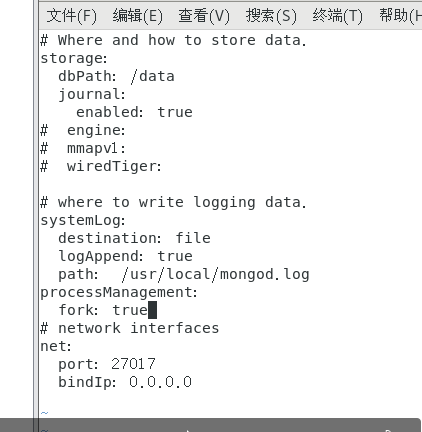 文件(F) 编辑(E) 查看(V) 搜索(S) 终端(T) 帮助(H
# Where and how to store data.
storage:
  dbPath: /data
  journal:
    enabled: true
#  engine:
#  mmapv1:
#  wiredTiger:

# where to write logging data.
systemLog:
  destination: file
  logAppend: true
  path:  /usr/local/mongod.log
processManagement:
  fork: true
# network interfaces
net:
  port: 27017
  bindIp: 0.0.0.0

~
~